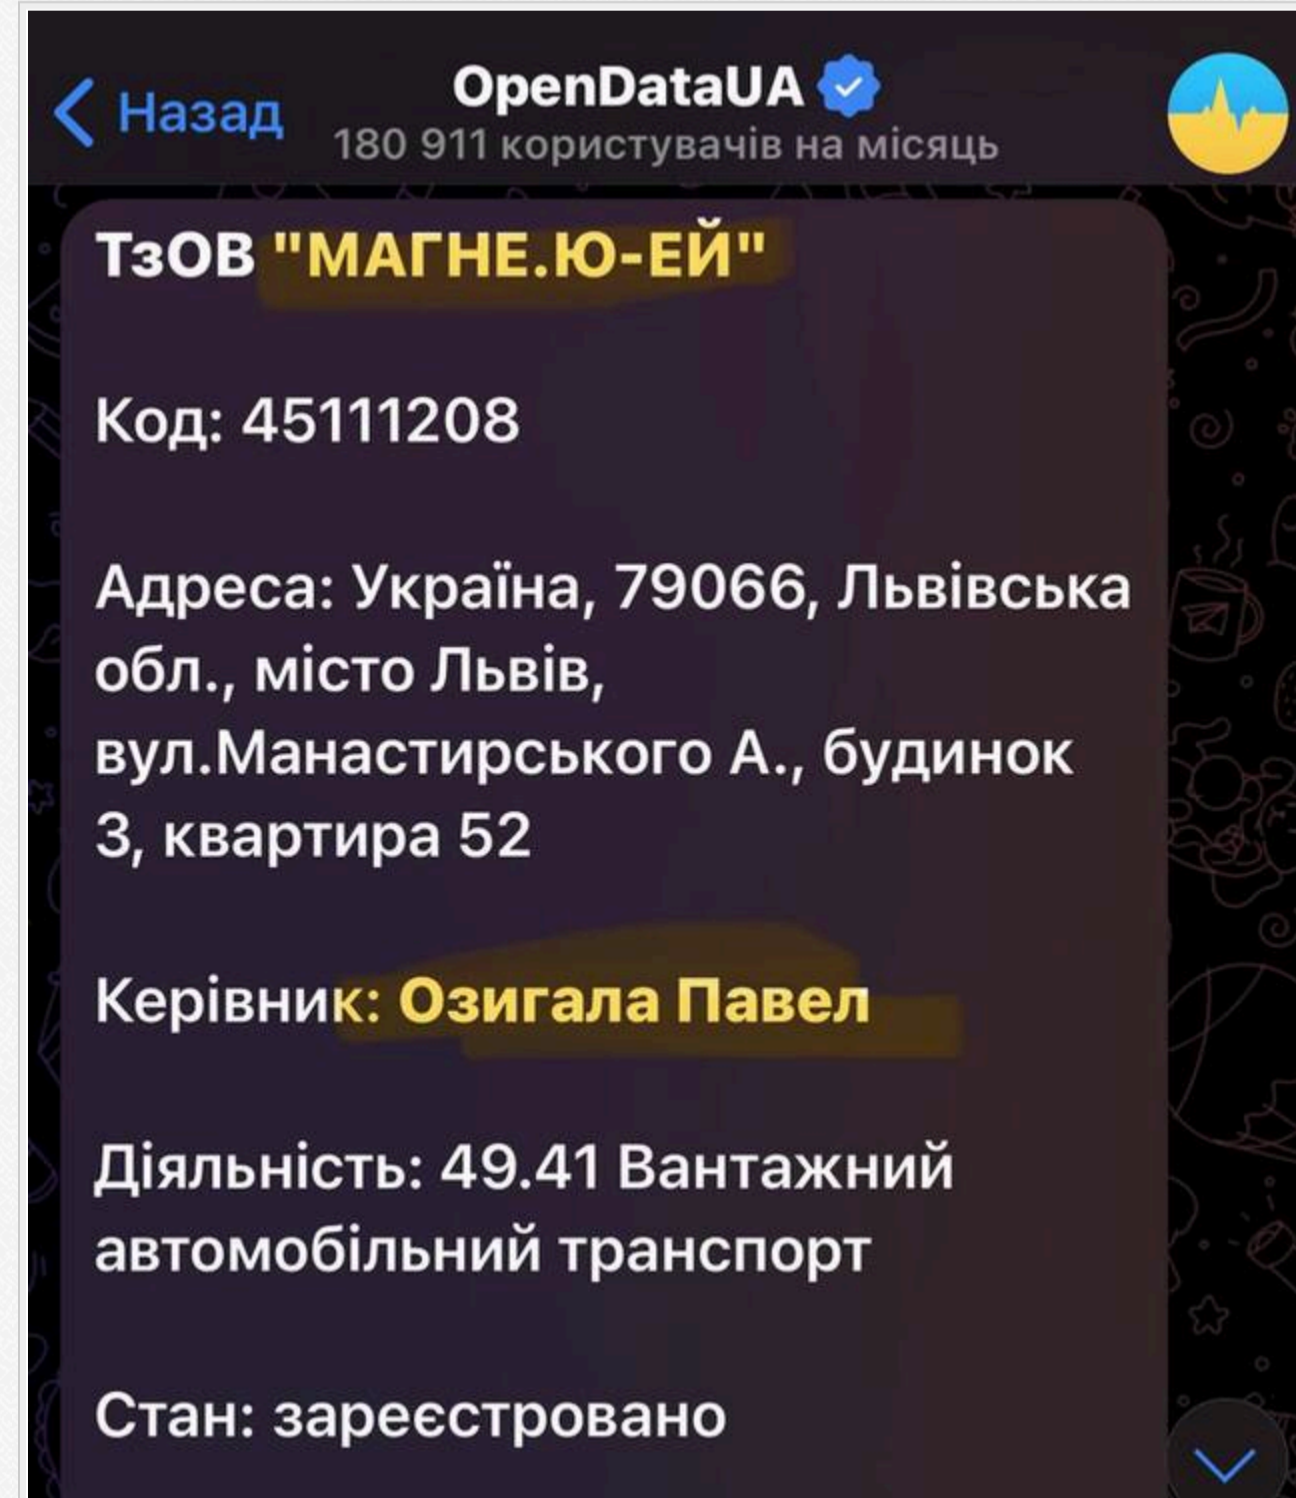 Назад
OpenDataUA
180 911 користувачів на місяць
ТзОВ "МАГНЕ.Ю-ЕЙ"
Код: 45111208
Адреса: Україна, 79066, Львівська
обл., місто Львів,
вул.Манастирського А., будинок
3, квартира 52
Керівник: Озигала Павел
Діяльність: 49.41 Вантажний
автомобільний транспорт
Стан: зареєстровано